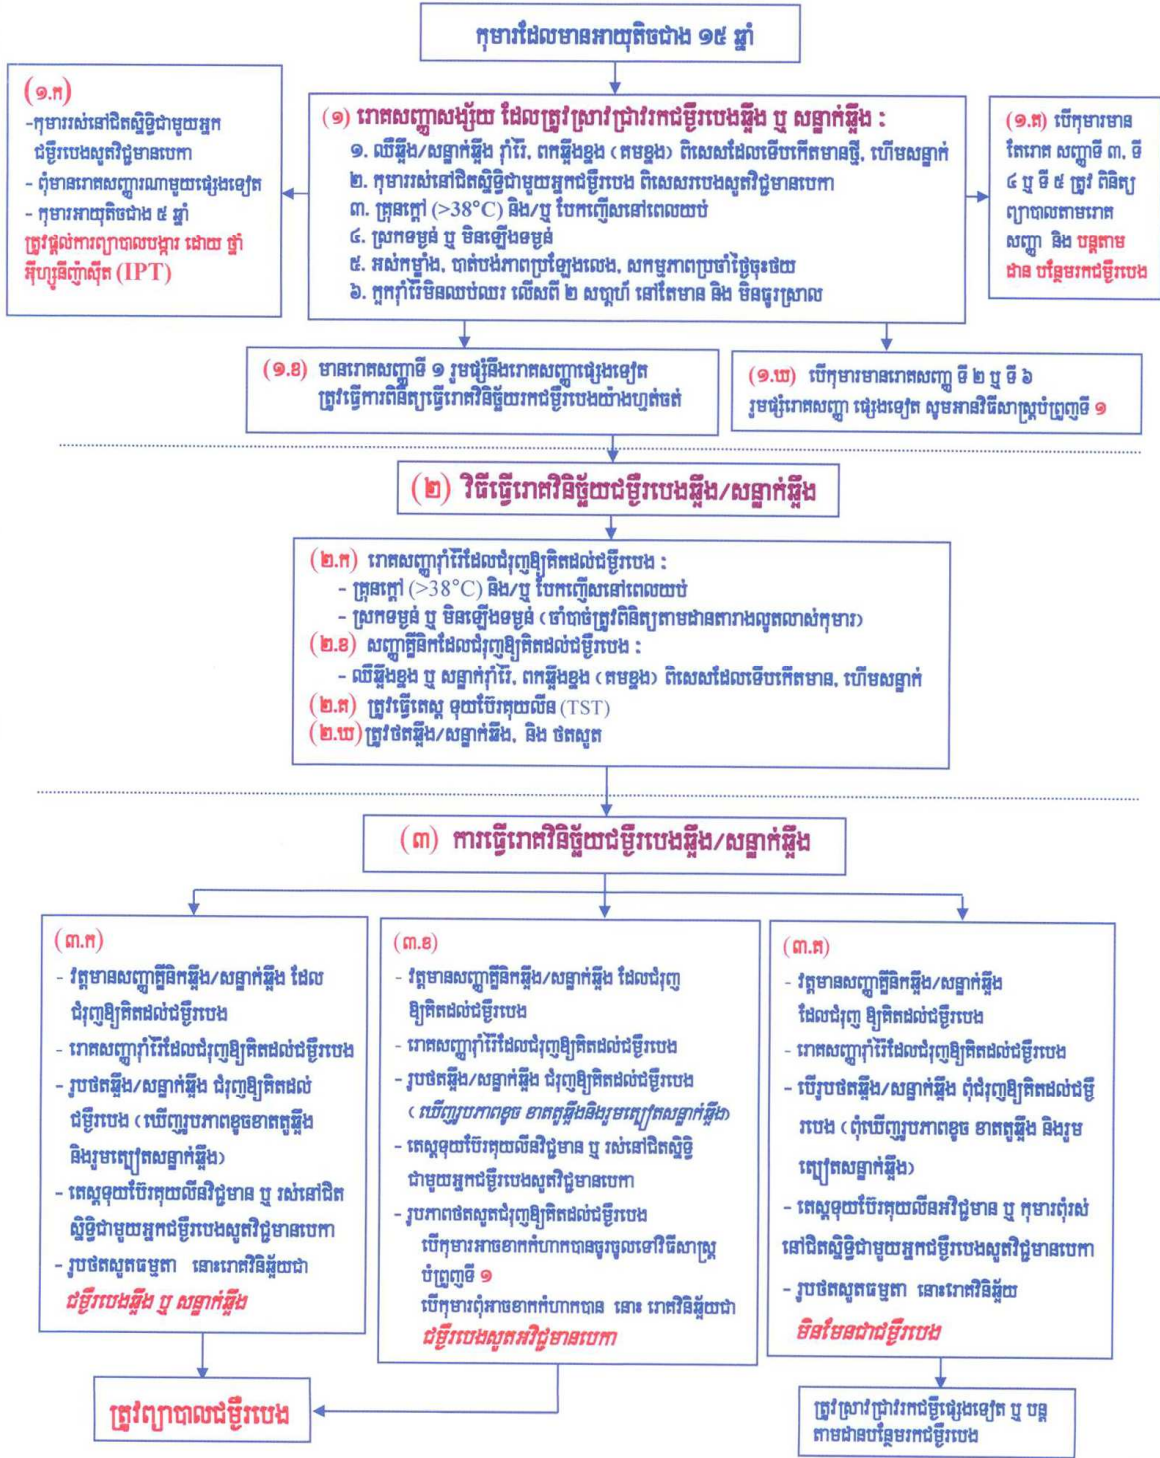 កុមារដែលមានអាយុតិចជាង ១៥ ឆ្នាំ
(១.ក)
-កុមាររស់នៅជិតស្និទ្ធិជាមួយអ្នក
ជម្ងឺរបេងសួតវិជ្ជមានបេកា
- ពុំមានរោគសញ្ញារណាមួយផ្សេងទៀត
- កុមារអាយុតិចជាង ៥ ឆ្នាំ
ត្រូវផ្តល់ការព្យាបាលបង្ការ ដោយ ថ្នាំ
អ៊ីហ្សូនីញ៉ាស៊ីត (IPT)
(១) រោគសញ្ញាសង្ស័យ ដែលត្រូវស្រាវជ្រាវរកជម្ងឺរបេងឆ្អឹង ឬ សន្លាក់ឆ្អឹង :
១. ឈឺឆ្អឹង/សន្លាក់ឆ្អឹង រ៉ាំរ៉ៃ, ពកឆ្អឹងខ្នង (គមខ្នង) ពិសេសដែលទើបកើតមានថ្មី, ហើមសន្លាក់
២. កុមាររស់នៅជិតស្និទ្ធិជាមួយអ្នកជម្ងឺរបេង ពិសេសរបេងសួតវិជ្ជមានបេកា
៣. គ្រុនក្តៅ (>38°C) និង/ឬ បែកញើសនៅពេលយប់
៤. ស្រកទម្ងន់ ឬ មិនឡើងទម្ងន់
៥. អស់កម្លាំង, បាត់បង់ភាពប្រឡែងលេង, សកម្មភាពប្រចាំថ្ងៃចុះថយ
៦. ក្អករ៉ាំរ៉ៃមិនឈប់ឈរ លើសពី ២ សប្តាហ៍ នៅតែមាន និង មិនធូរស្រាល
(១.គ) បើកុមារមាន
តែរោគ សញ្ញាទី ៣, ទី
៤ ឬ ទី ៥ ត្រូវ ពិនិត្យ
ព្យាបាលតាមរោគ
សញ្ញា និង បន្តតាម
ដាន បន្ថែមរកជម្ងឺរបេង
(១.ខ) មានរោគសញ្ញាទី ១ រួមផ្សំនឹងរោគសញ្ញាផ្សេងទៀត
ត្រូវធ្វើការពិនិត្យធ្វើរោគវិនិច្ឆ័យរកជម្ងឺរបេងយ៉ាងហ្មត់ចត់
(១.ឃ) បើកុមារមានរោគសញ្ញា ទី ២ ឬ ទី ៦
រួមផ្សំរោគសញ្ញា ផ្សេងទៀត សូមអានវិធីសាស្ត្របំព្រួញទី ១
(២) វិធីធ្វើរោគវិនិច្ឆ័យជម្ងឺរបេងឆ្អឹង/សន្លាក់ឆ្អឹង
(២.ក) រោគសញ្ញារ៉ាំរ៉ៃដែលជំរុញឱ្យគិតដល់ជម្ងឺរបេង :
- គ្រុនក្តៅ (>38°C) និង/ឬ បែកញើសនៅពេលយប់
- ស្រកទម្ងន់ ឬ មិនឡើងទម្ងន់ (ចាំបាច់ត្រូវពិនិត្យតាមដានតារាងលូតលាស់កុមារ)
(២.ខ) សញ្ញាគ្លីនិកដែលជំរុញឱ្យគិតដល់ជម្ងឺរបេង :
- ឈឺឆ្អឹងខ្នង ឬ សន្លាក់រ៉ាំរ៉ៃ, ពកឆ្អឹងខ្នង (គមខ្នង) ពិសេសដែលទើបកើតមាន, ហើមសន្លាក់
(២.គ) ត្រូវធ្វើតេស្ត ទុយប៊ែរគុយលីន (TST)
(២.ឃ) ត្រូវថតឆ្អឹង/សន្លាក់ឆឹង, និង ថតសួត
(៣) ការធ្វើរោគវិនិច្ឆ័យជម្ងឺរបេងឆ្អឹង/សន្លាក់ឆ្អឹង
(៣.ក)
- វត្តមានសញ្ញាគ្លីនិកឆ្អឹង/សន្លាក់ឆ្អឹង ដែល
ជំរុញឱ្យគិតដល់ជម្ងឺរបេង
- រោគសញ្ញារ៉ាំរ៉ៃដែលជំរុញឱ្យគិតដល់ជម្ងឺរបេង
- រូបថតឆ្អឹង/សន្លាក់ឆ្អឹង ជំរុញឱ្យគិតដល់
ជម្ងឺរបេង (ឃើញរូបភាពខូចខាតតួឆ្អឹង
និងរួមត្បៀតសន្លាក់ឆ្អឹង)
- តេស្តទុយប៊ែរគុយលីនវិជ្ជមាន ឬ រស់នៅជិត
ស្និទ្ធិជាមួយអ្នកជម្ងឺរបេងសួតវិជ្ជមានបេកា
- រូបថតសួតធម្មតា នោះរោគវិនិឆ្ឆ័យជា
ជម្ងឺរបេងឆ្អឹង ឬ សន្លាក់ឆ្អឹង
(៣.ខ)
- វត្តមានសញ្ញាគ្លីនិកឆ្អឹង/សន្លាក់ឆ្អឹង ដែលជំរុញ
ឱ្យគិតដល់ជម្ងឺរបេង
- រោគសញ្ញារ៉ាំរ៉ៃដែលជំរុញឱ្យគិតដល់ជម្ងឺរបេង
- រូបថតឆ្អឹង/សន្លាក់ឆ្អឹង ជំរុញឱ្យគិតដល់ជម្ងឺរបេង
(ឃើញរូបភាពខូច ខាតតួឆ្អឹងនិងរួមត្បៀតសន្លាក់ឆ្អឹង)
- តេស្តទុយប៊ែរគុយលីនវិជ្ជមាន ឬ រស់នៅជិតស្និទ្ធិ
ជាមួយអ្នកជម្ងឺរបេងសួតវិជ្ជមានបេកា
- រូបភាពថតសួតជំរុញឱ្យគិតដល់ជម្ងឺរបេង
បើកុមារអាចខាកកំហាកបានចូរចូលទៅវិធីសាស្ត្រ
បំព្រួញទី ១
បើកុមារពុំអាចខាកកំហាកបាន នោះ រោគវិនិឆ្ឆ័យជា
ជម្ងឺរបេងសួតអវិជ្ជមានបេកា
(៣.គ)
- វត្តមានសញ្ញាគ្លីនិកឆ្អឹង/សន្លាក់ឆ្អឹង
ដែលជំរុញ ឱ្យគិតដល់ជម្ងឺរបេង
- រោគសញ្ញារ៉ាំរ៉ៃដែលជំរុញឱ្យគិតដល់ជម្ងឺរបេង
- បើរូបថតឆ្អឹង/សន្លាក់ឆ្អឹង ពុំជំរុញឱ្យគិតដល់ជម្ងឺ
របេង (ពុំឃើញរូបភាពខូច ខាតតួឆ្អឹង និងរួម
ត្បៀតសន្លាក់ឆ្អឹង)
- តេស្តទុយប៊ែរគុយលីនអវិជ្ជមាន ឬ កុមារពុំរស់
នៅជិតស្និទ្ធិជាមួយអ្នកជម្ងឺរបេងសួតវិជ្ជមានបេកា
- រូបថតសួតធម្មតា នោះរោគវិនិឆ្ឆ័យ
មិនមែនជាជម្ងឺរបេង
ត្រូវព្យាបាលជម្ងឺរបេង
ត្រូវស្រាវជ្រាវរកជម្ងឺផ្សេងទៀត ឬ បន្ត
តាមដានបន្ថែមរកជម្ងឺរបេង